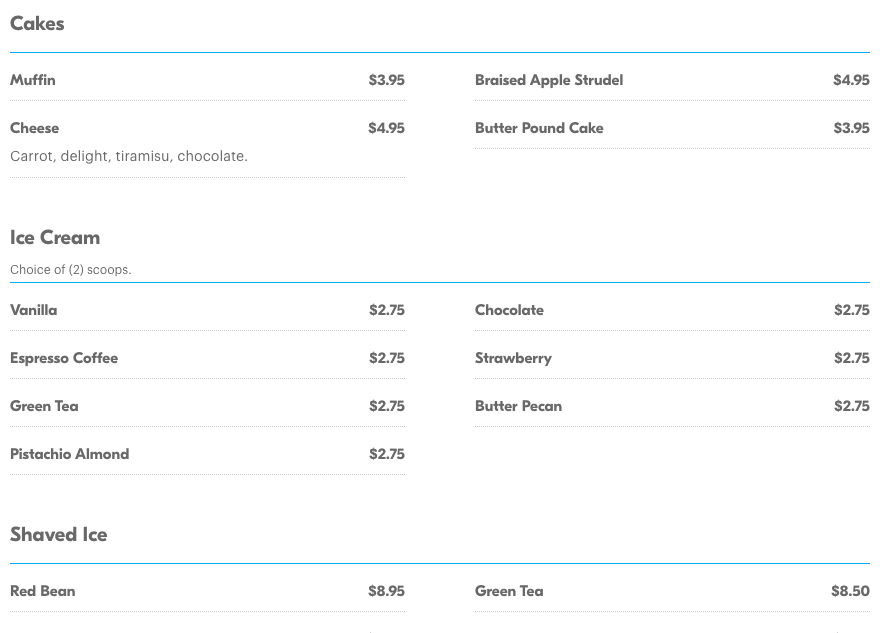 Cakes
Muffin $3.95
Braised Apple Strudel $4.95
Cheese $4.95
Carrot, delight, tiramisu, chocolate.
Butter Pound Cake $3.95
Ice Cream
Choice of (2) scoops.
Vanilla $2.75
Chocolate $2.75
Espresso Coffee $2.75
Strawberry $2.75
Green Tea $2.75
Butter Pecan $2.75
Pistachio Almond $2.75
Shaved Ice
Red Bean $8.95
Green Tea $8.50